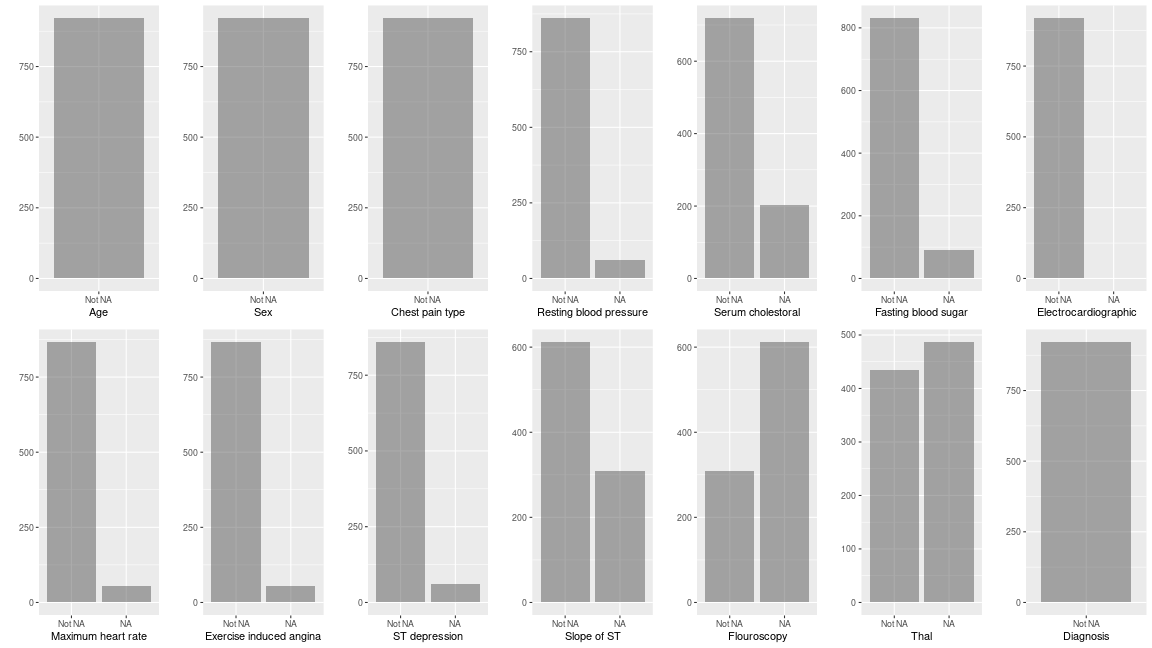 750
500
250
0
Not NA
Age
750
500
250
0
Not NA
Sex
750
500
250
0
Not NA
Chest pain type
750
500
250
0
Not NA NA
Resting blood pressure
600
400
200
0
Not NA NA
Serum cholestoral
800
600
400
200
0
Not NA NA
Fasting blood sugar
750
500
250
0
Not NA NA
Electrocardiographic
750
500
250
0
Not NA NA
Maximum heart rate
750
500
250
0
Not NA NA
Exercise induced angina
750
500
250
0
Not NA NA
ST depression
600
400
200
0
Not NA NA
Slope of ST
600
400
200
0
Not NA NA
Flouroscopy
500
400
300
200
100
0
Not NA NA
Thal
750
500
250
0
Not NA
Diagnosis